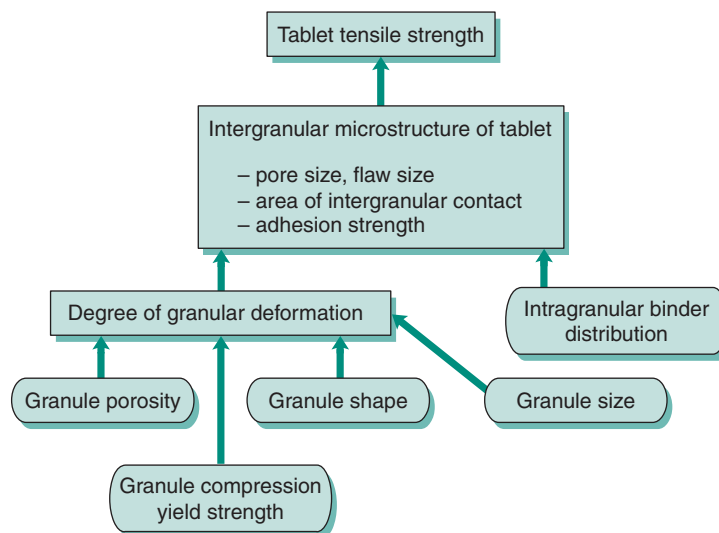 Tablet tensile strength
Intergranular microstructure of tablet
– pore size, flaw size
– area of intergranular contact
– adhesion strength
Degree of granular deformation
Intragranular binder
distribution
Granule porosity
Granule shape
Granule size
Granule compression
yield strength